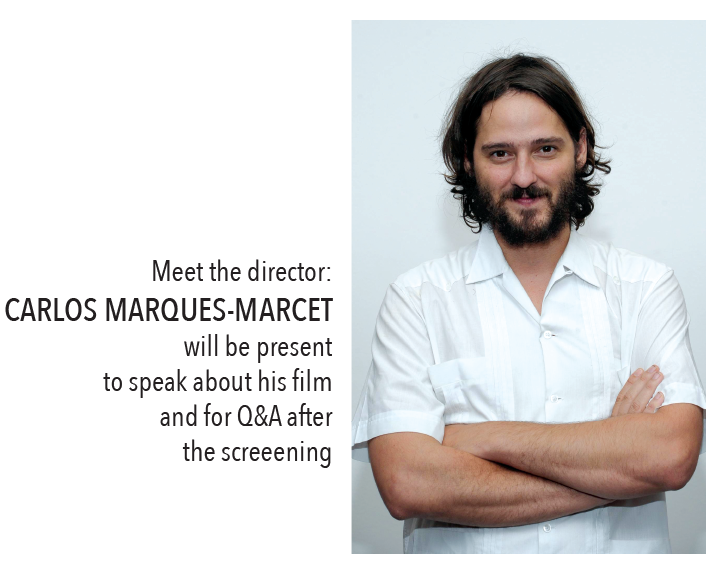 Meet the director:
CARLOS MARQUES-MARCET
will be present
to speak about his film
and for Q&A after
the screeening